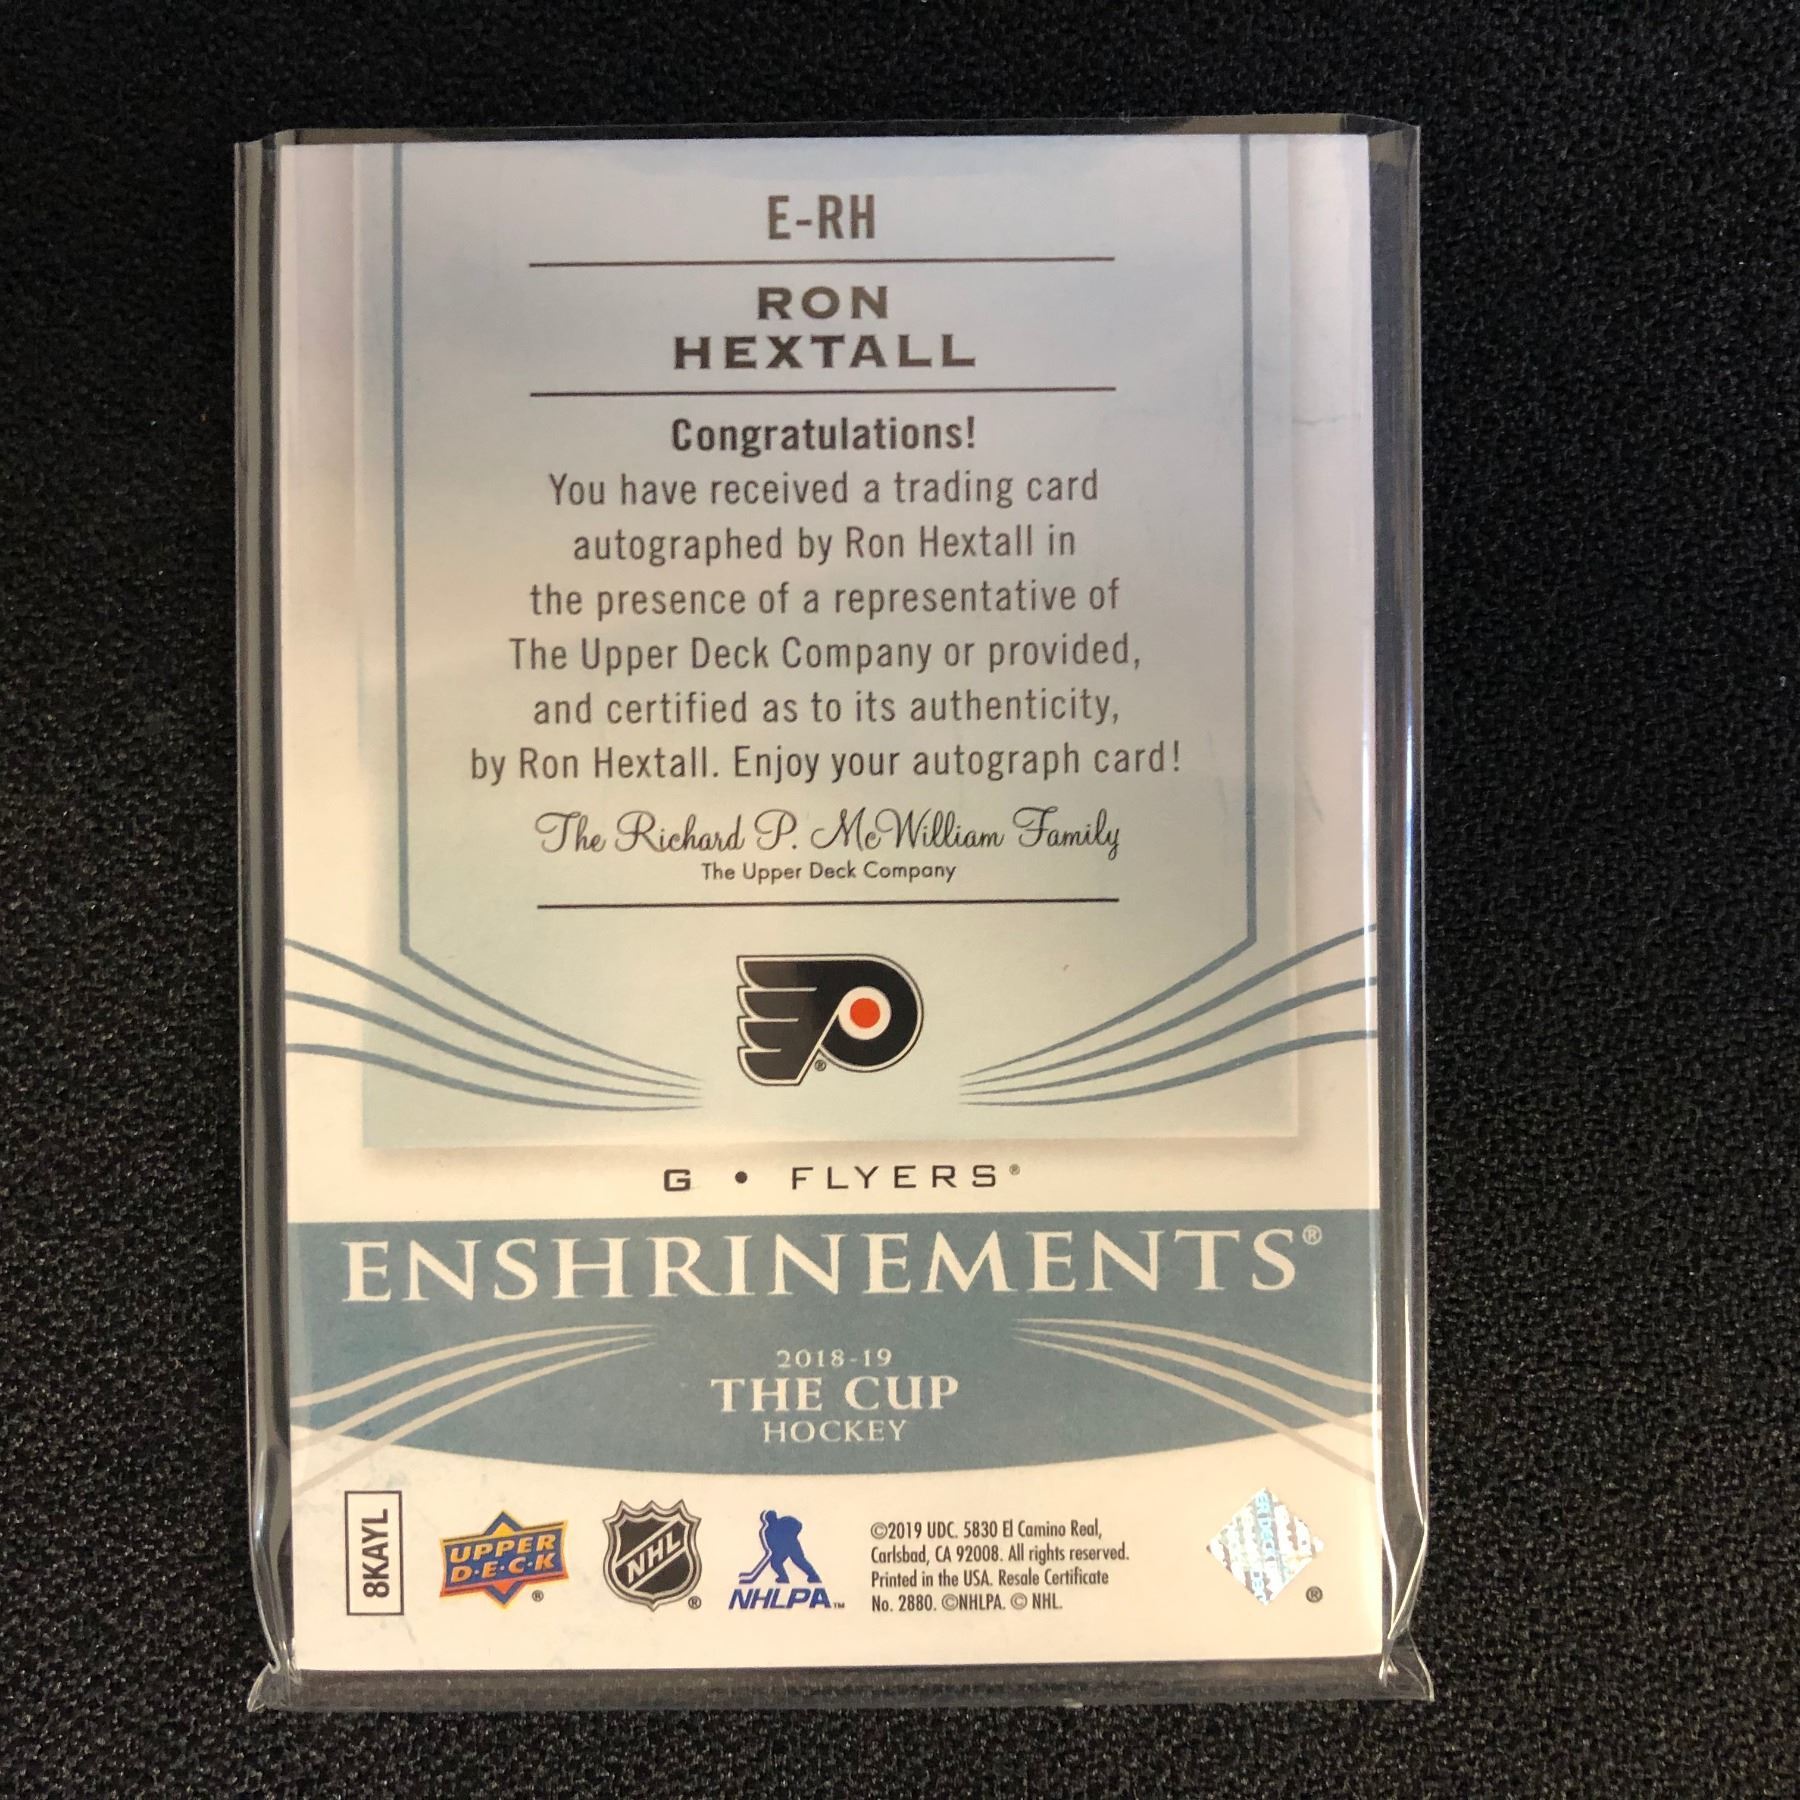 E-RH
RON
HEXTALL
Congratulations!
You have received a trading card
autographed by Ron Hextall in
the presence of a representative of
The Upper Deck Company or provided,
and certified as to its authenticity,
by Ron Hextall. Enjoy your autograph card!
The Richard P. McWilliam Family
The Upper Deck Company
®
G • FLYERS®
ENSHRINEMENTS®
2018-19
THE CUP
HOCKEY
8KAYL
UPPER
D·E·C·K
®
NHL
®
NHLPA™
©2019 UDC. 5830 El Camino Real,
Carlsbad, CA 92008. All rights reserved.
Printed in the USA. Resale Certificate
No. 2880. ©NHLPA. © NHL.
®